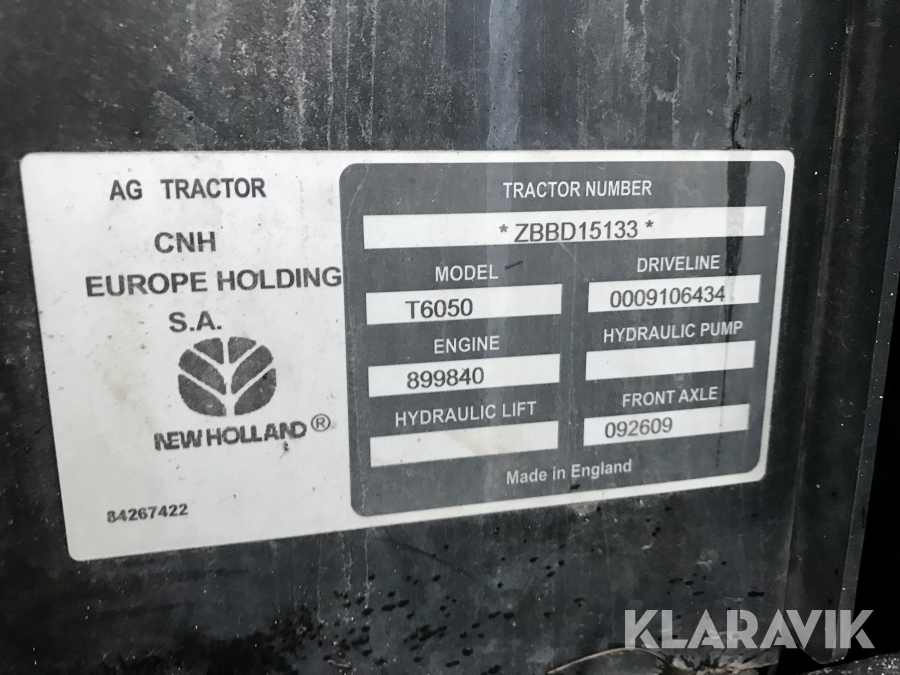 AG TRACTOR
CNH
EUROPE HOLDING
S.A.
NEW HOLLAND ®
84267422
TRACTOR NUMBER
* ZBBD15133 *
MODEL
T6050
DRIVELINE
0009106434
ENGINE
899840
HYDRAULIC PUMP
HYDRAULIC LIFT
FRONT AXLE
092609
Made in England
KLARAVIK